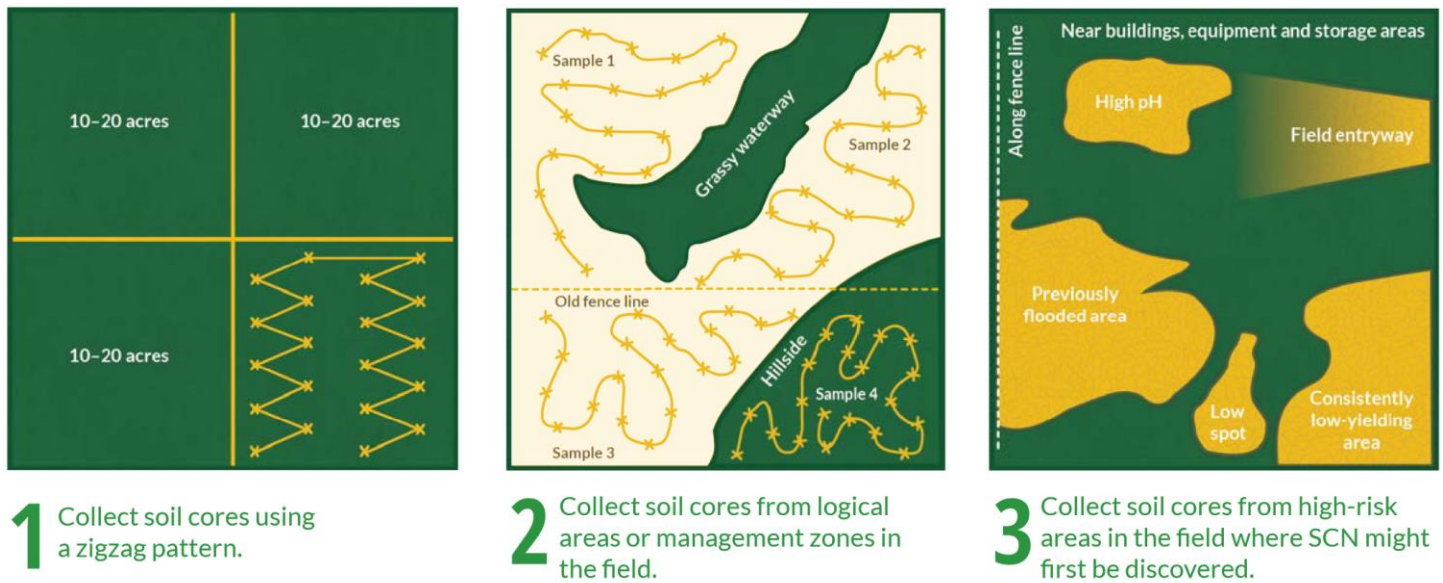 10–20 acres
10–20 acres
10–20 acres
1 Collect soil cores using
a zigzag pattern.
Sample 1
Grassy waterway
Sample 2
Old fence line
Hillside
Sample 4
Sample 3
2 Collect soil cores from logical
areas or management zones in
the field.
Near buildings, equipment and storage areas
Along fence line
High pH
Field entryway
Previously
flooded area
Low
spot
Consistently
low-yielding
area
3 Collect soil cores from high-risk
areas in the field where SCN might
first be discovered.